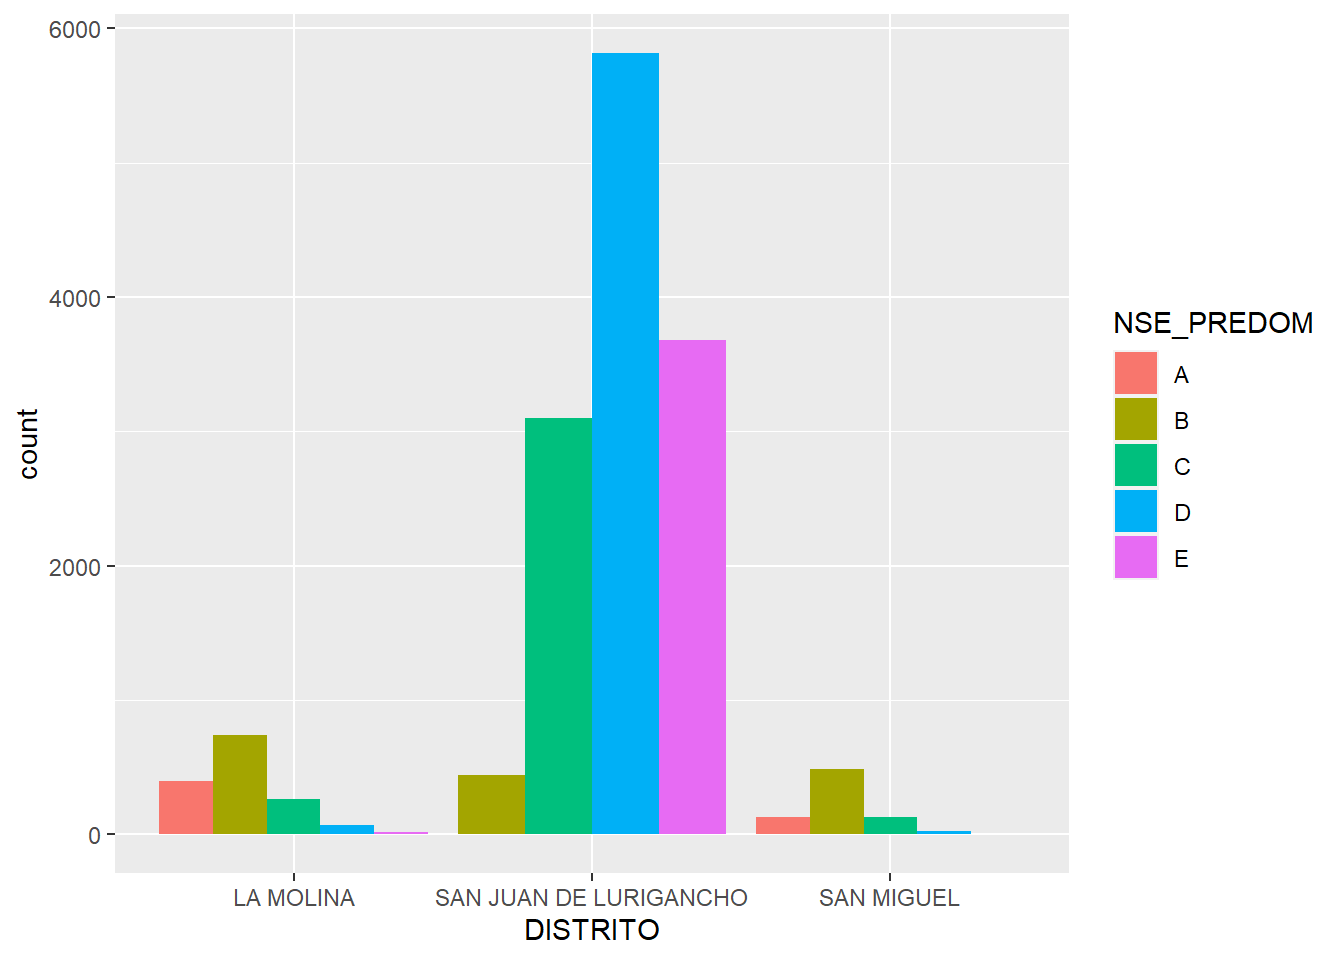 6000
4000
2000
0
count
LA MOLINA
SAN JUAN DE LURIGANCHO
SAN MIGUEL
DISTRITO
NSE_PREDOM
A
B
C
D
E